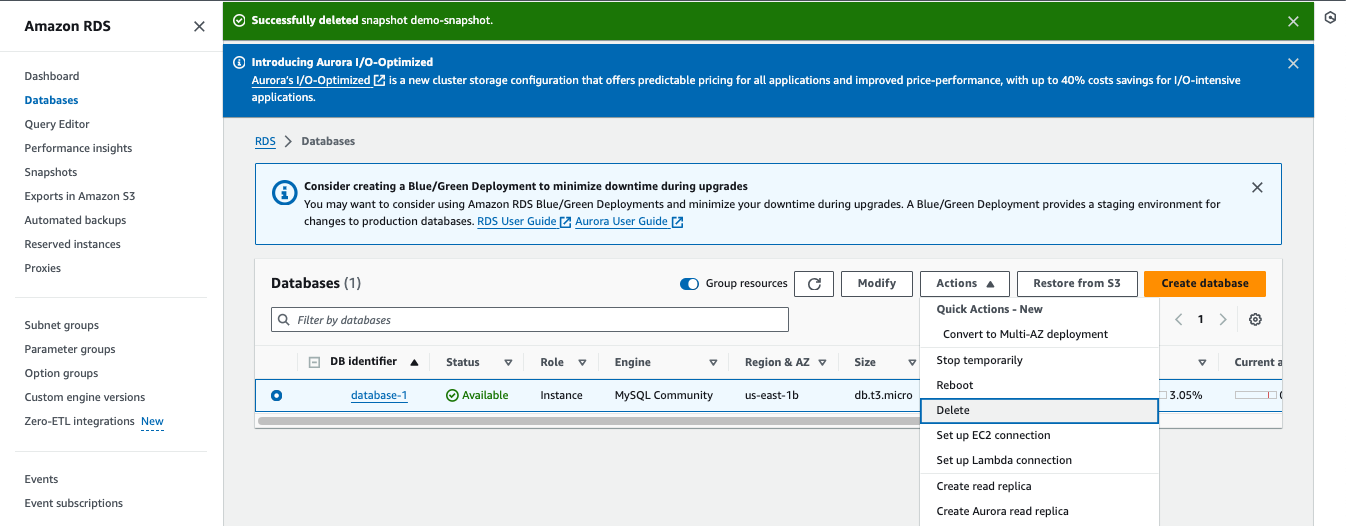 Amazon RDS
Dashboard
Databases
Query Editor
Performance insights
Snapshots
Exports in Amazon S3
Automated backups
Reserved instances
Proxies
Subnet groups
Parameter groups
Option groups
Custom engine versions
Zero-ETL integrations New
Events
Event subscriptions
Successfully deleted snapshot demo-snapshot.
Introducing Aurora I/O-Optimized
Aurora's I/O-Optimized is a new cluster storage configuration that offers predictable pricing for all applications and improved price-performance, with up to 40% costs savings for I/O-intensive
applications.
RDS > Databases
Consider creating a Blue/Green Deployment to minimize downtime during upgrades
You may want to consider using Amazon RDS Blue/Green Deployments and minimize your downtime during upgrades. A Blue/Green Deployment provides a staging environment for
changes to production databases. RDS User Guide Aurora User Guide
Databases (1) Group resources Modify Actions Restore from S3 Create database
Filter by databases 1
DB identifier Status Role Engine Region & AZ Size Current a
database-1 Available Instance MySQL Community us-east-1b db.t3.micro 3.05%
Quick Actions - New
Convert to Multi-AZ deployment
Stop temporarily
Reboot
Delete
Set up EC2 connection
Set up Lambda connection
Create read replica
Create Aurora read replica